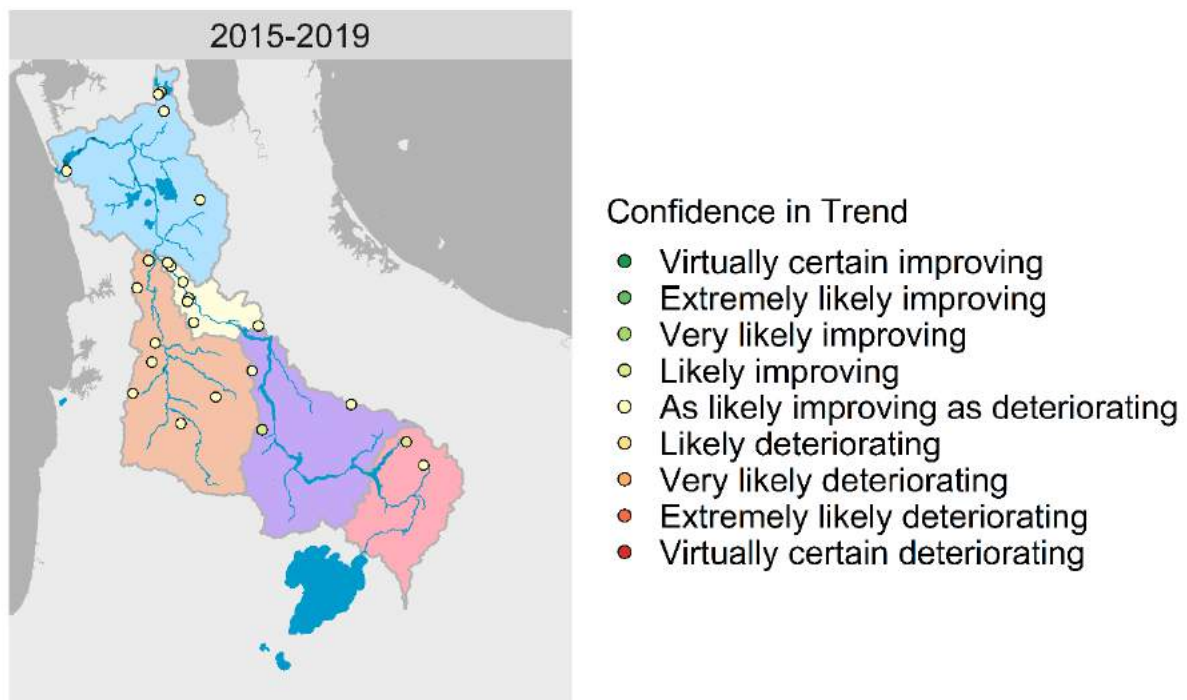 2015-2019
Confidence in Trend
Virtually certain improving
Extremely likely improving
Very likely improving
Likely improving
As likely improving as deteriorating
Likely deteriorating
Very likely deteriorating
Extremely likely deteriorating
Virtually certain deteriorating